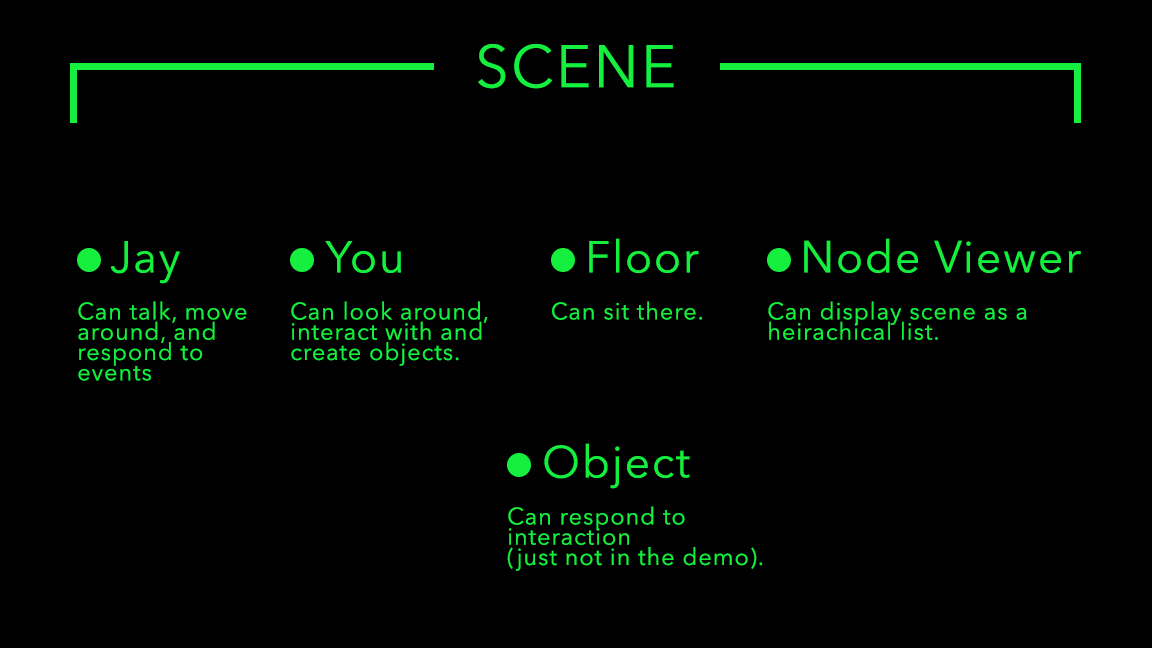 SCENE
Jay
Can talk, move
around, and
respond to
events
You
Can look around,
interact with and
create objects.
Floor
Can sit there.
Node Viewer
Can display scene as a
heirachical list.
Object
Can respond to
interaction
(just not in the demo).